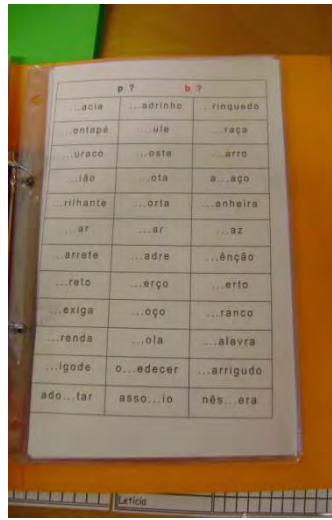 p ? b ?
...acia ...adrinho ...rinquedo
...ontapé ...ule ...raça
...uraco ...oste ...arro
...ião ...ota a...aço
...rilhante ...orta ...anheira
...ar ...ar ...az
...arrete ...adre ...ênção
...reto ...erço ...erto
...exiga ...oço ...ranco
...renda ...ola ...alavra
...igode o...edecer ...arrigudo
ado...tar asso...io nês...era
Letícia